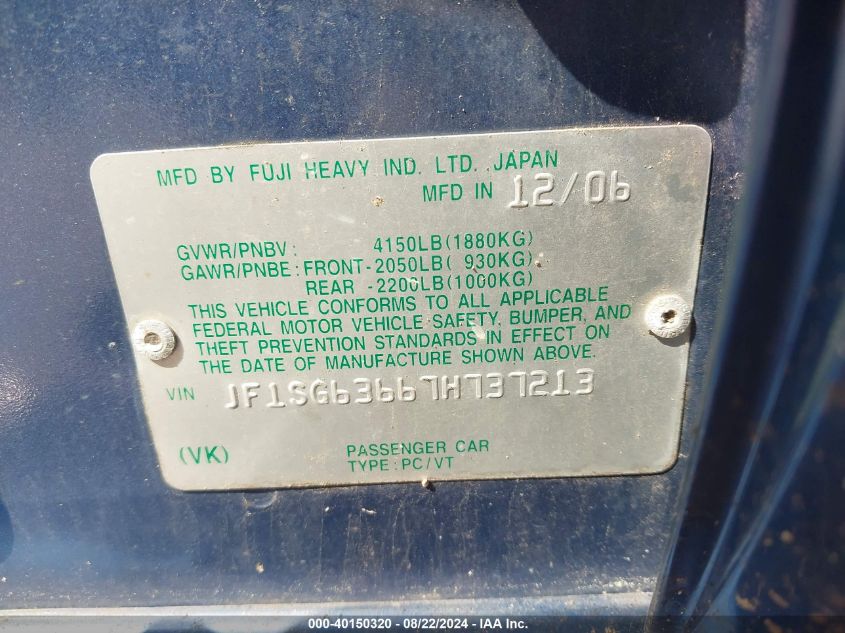 MFD BY FUJI HEAVY IND. LTD. JAPAN
MFD IN 12/06
GVWR/PNBV: 4150LB(1880KG)
GAWR/PNBE:FRONT-2050LB( 930KG)
REAR -2200LB(1000KG)
THIS VEHICLE CONFORMS TO ALL APPLICABLE
FEDERAL MOTOR VEHICLE SAFETY, BUMPER, AND
THEFT PREVENTION STANDARDS IN EFFECT ON
THE DATE OF MANUFACTURE SHOWN ABOVE.
VIN JF1SG63667H737213
(VK) PASSENGER CAR
TYPE:PC/VT
000-40150320 - 08/22/2024 - IAA Inc.